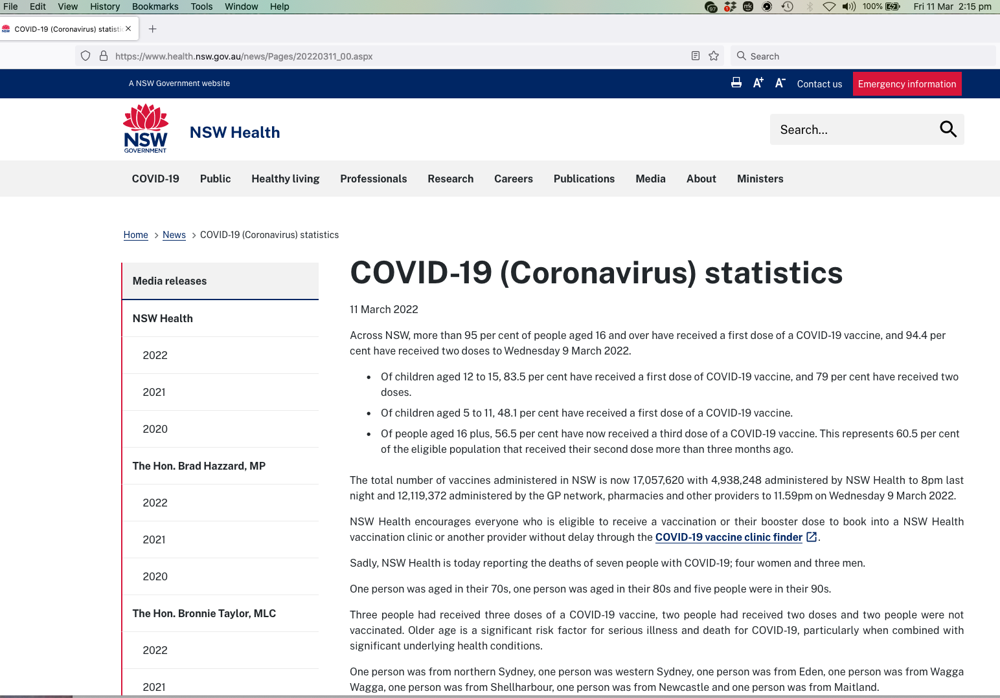 File Edit View History Bookmarks Tools Window Help 97 1 mk 100% Fri 11 Mar 2:15 pm
NSW COVID-19 (Coronavirus) statistic
https://www.health.nsw.gov.au/news/Pages/20220311_00.aspx Search
A NSW Government website A+ A- Contact us Emergency information
NSW
GOVERNMENT
NSW Health
Search...
COVID-19 Public Healthy living Professionals Research Careers Publications Media About Ministers
Home > News > COVID-19 (Coronavirus) statistics
Media releases
NSW Health
2022
2021
2020
The Hon. Brad Hazzard, MP
2022
2021
2020
The Hon. Bronnie Taylor, MLC
2022
2021
COVID-19 (Coronavirus) statistics
11 March 2022
Across NSW, more than 95 per cent of people aged 16 and over have received a first dose of a COVID-19 vaccine, and 94.4 per
cent have received two doses to Wednesday 9 March 2022.
• Of children aged 12 to 15, 83.5 per cent have received a first dose of COVID-19 vaccine, and 79 per cent have received two
doses.
• Of children aged 5 to 11, 48.1 per cent have received a first dose of a COVID-19 vaccine.
• Of people aged 16 plus, 56.5 per cent have now received a third dose of a COVID-19 vaccine. This represents 60.5 per cent
of the eligible population that received their second dose more than three months ago.
The total number of vaccines administered in NSW is now 17,057,620 with 4,938,248 administered by NSW Health to 8pm last
night and 12,119,372 administered by the GP network, pharmacies and other providers to 11.59pm on Wednesday 9 March 2022.
NSW Health encourages everyone who is eligible to receive a vaccination or their booster dose to book into a NSW Health
vaccination clinic or another provider without delay through the COVID-19 vaccine clinic finder.
Sadly, NSW Health is today reporting the deaths of seven people with COVID-19; four women and three men.
One person was aged in their 70s, one person was aged in their 80s and five people were in their 90s.
Three people had received three doses of a COVID-19 vaccine, two people had received two doses and two people were not
vaccinated. Older age is a significant risk factor for serious illness and death for COVID-19, particularly when combined with
significant underlying health conditions.
One person was from northern Sydney, one person was western Sydney, one person was from Eden, one person was from Wagga
Wagga, one person was from Shellharbour, one person was from Newcastle and one person was from Maitland.